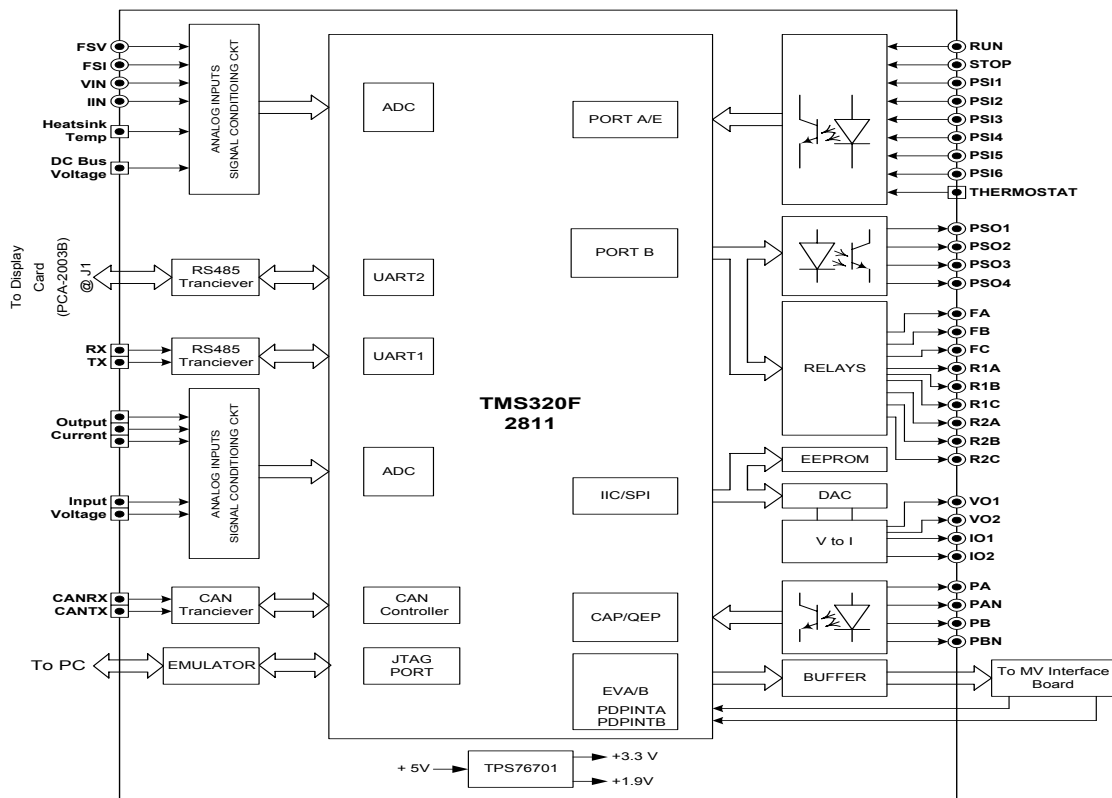 FSV
FSI
VIN
IIN
Heatsink
Temp
DC Bus
Voltage
ANALOG INPUTS
SIGNAL CONDITIOING CKT
ADC
To Display
Card
(PCA-2003B)
@ J1
RS485
Tranciever
UART2
RX
TX
RS485
Tranciever
UART1
Output
Current
Input
Voltage
ANALOG INPUTS
SIGNAL CONDITIOING CKT
ADC
CANRX
CANTX
CAN
Tranciever
CAN
Controller
To PC
EMULATOR
JTAG
PORT
TMS320F
2811
PORT A/E
PORT B
IIC/SPI
CAP/QEP
EVA/B
PDPINTA
PDPINTB
RUN
STOP
PSI1
PSI2
PSI3
PSI4
PSI5
PSI6
THERMOSTAT
PSO1
PSO2
PSO3
PSO4
RELAYS
FA
FB
FC
R1A
R1B
R1C
R2A
R2B
R2C
EEPROM
DAC
V to I
VO1
VO2
IO1
IO2
PA
PAN
PB
PBN
BUFFER
To MV Interface
Board
+ 5V
TPS76701
+3.3 V
+1.9V